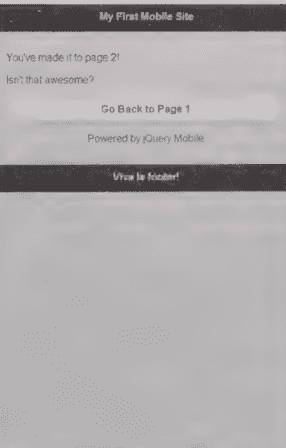 My First Mobile Site
You've made it to page 2!
Isn't that awesome?
Go Back to Page 1
Powered by jQuery Mobile
Viva la footer!